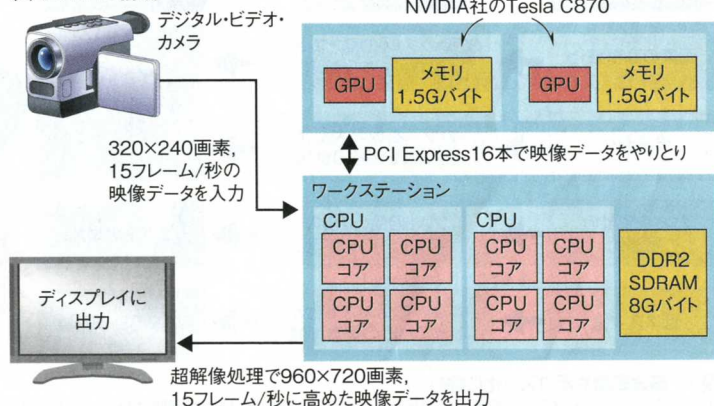 NVIDIA社のTesla C870
デジタル・ビデオ・
カメラ
GPU
メモリ
1.5Gバイト
GPU
メモリ
1.5Gバイト
320×240画素,
15フレーム/秒の
映像データを入力
PCI Express16本で映像データをやりとり
ワークステーション
CPU
CPU
コア
CPU
コア
CPU
コア
CPU
コア
CPU
CPU
コア
CPU
コア
CPU
コア
CPU
コア
DDR2
SDRAM
8Gバイト
ディスプレイに
出力
超解像処理で960×720画素,
15フレーム/秒に高めた映像データを出力